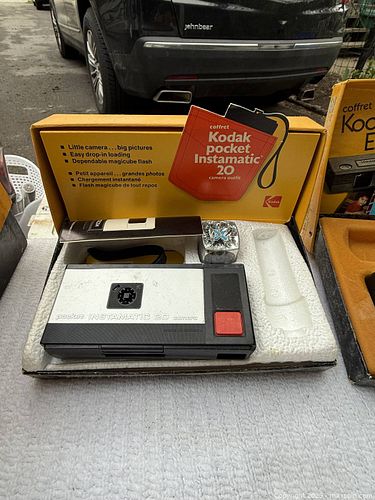 johnbear
coffret
Kodak
pocket
Instamatic
20
camera outfit
Little camera . . . big pictures
Easy drop-in loading
Dependable magicube flash
Petit appareil . . . grandes photos
Chargement instantané
Flash magicube de tout repos
Kodak
coffret
pocket INSTAMATIC 20 camera